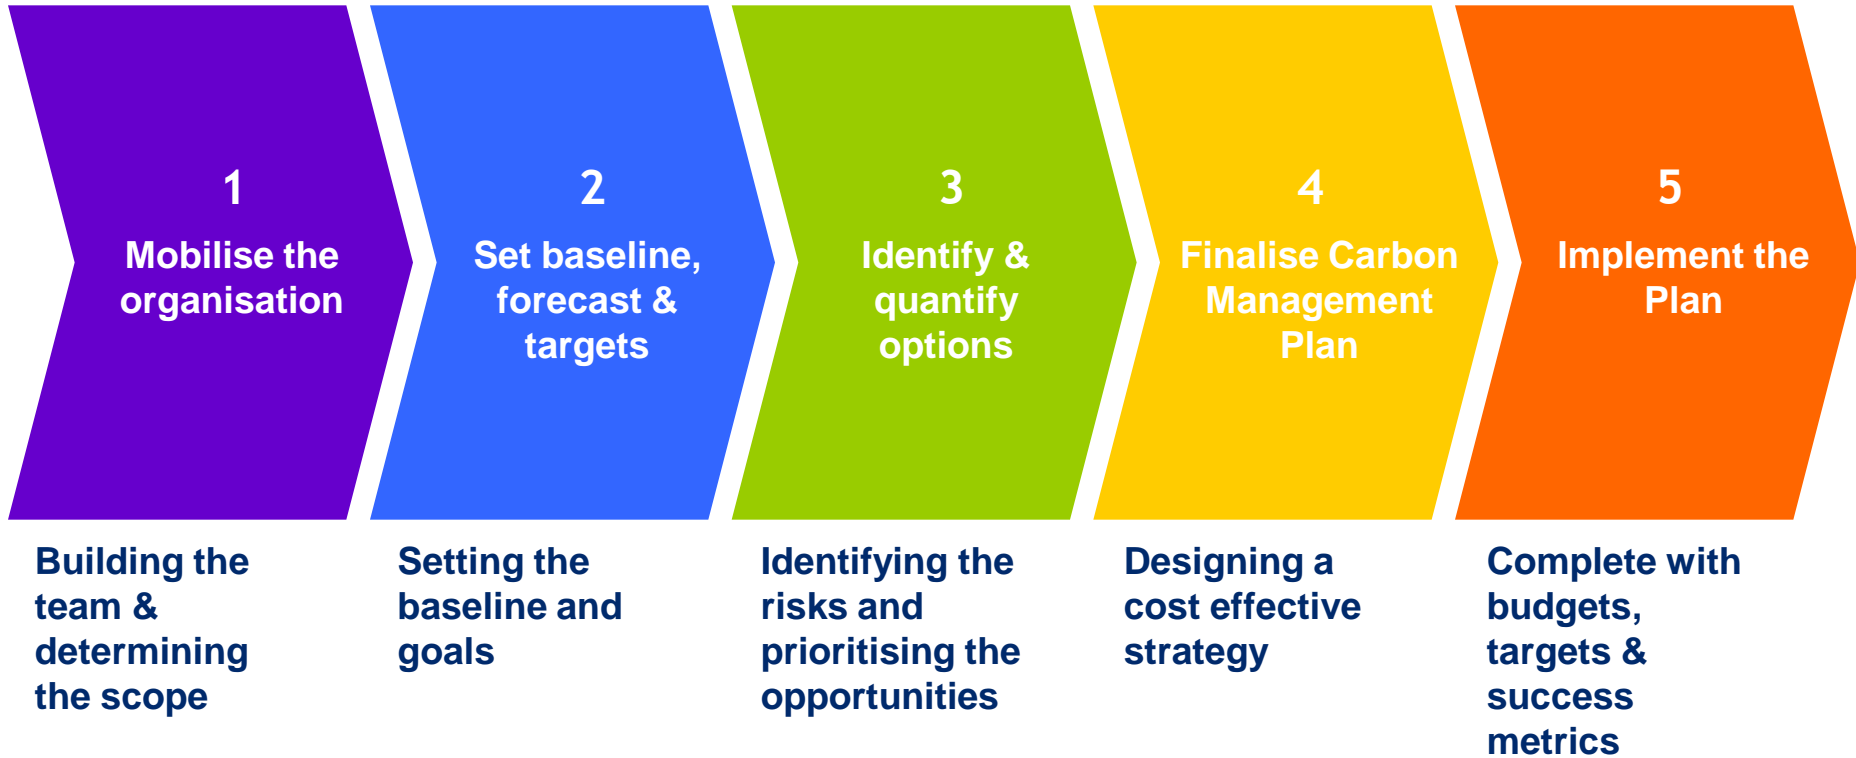 1
Mobilise the
organisation
2
Set baseline,
forecast &
targets
3
Identify &
quantify
options
4
Finalise Carbon
Management
Plan
5
Implement the
Plan
Building the
team &
determining
the scope
Setting the
baseline and
goals
Identifying the
risks and
prioritising the
opportunities
Designing a
cost effective
strategy
Complete with
budgets,
targets &
success
metrics